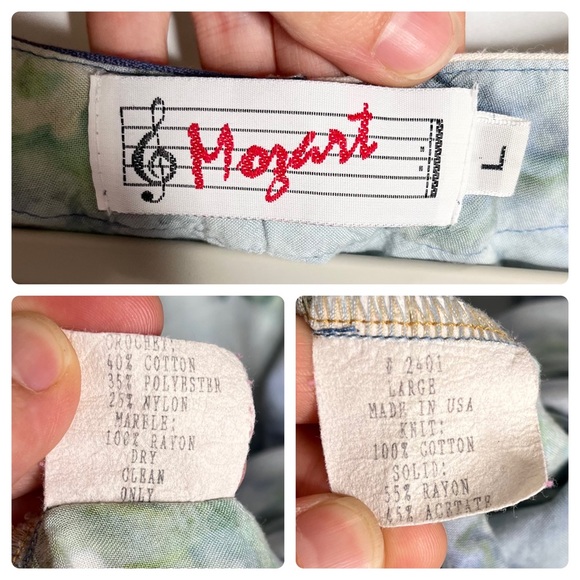 Mozart
L
CROCHET:
40% COTTON
35% POLYESTER
25% NYLON
MARBLE:
100% RAYON
DRY
CLEAN
ONLY
# 2401
LARGE
MADE IN USA
KNIT:
100% COTTON
SOLID:
55% RAYON
45% ACETATE